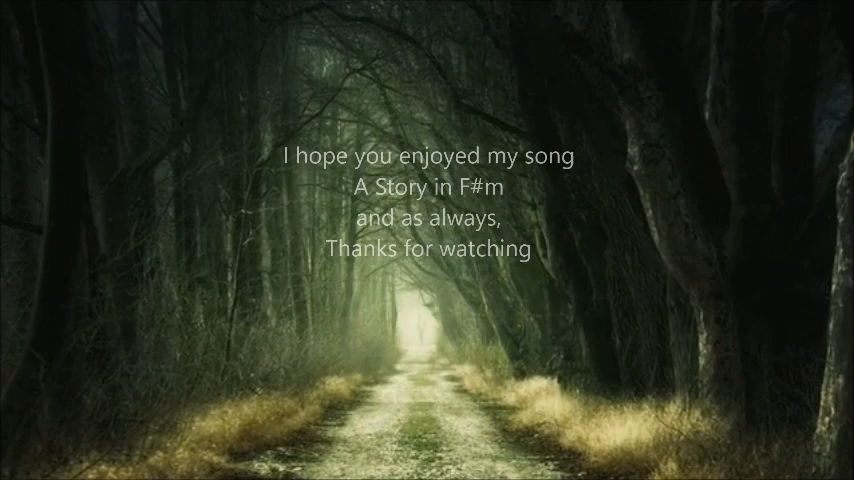 I hope you enjoyed my song
A Story in F#m
and as always,
Thanks for watching